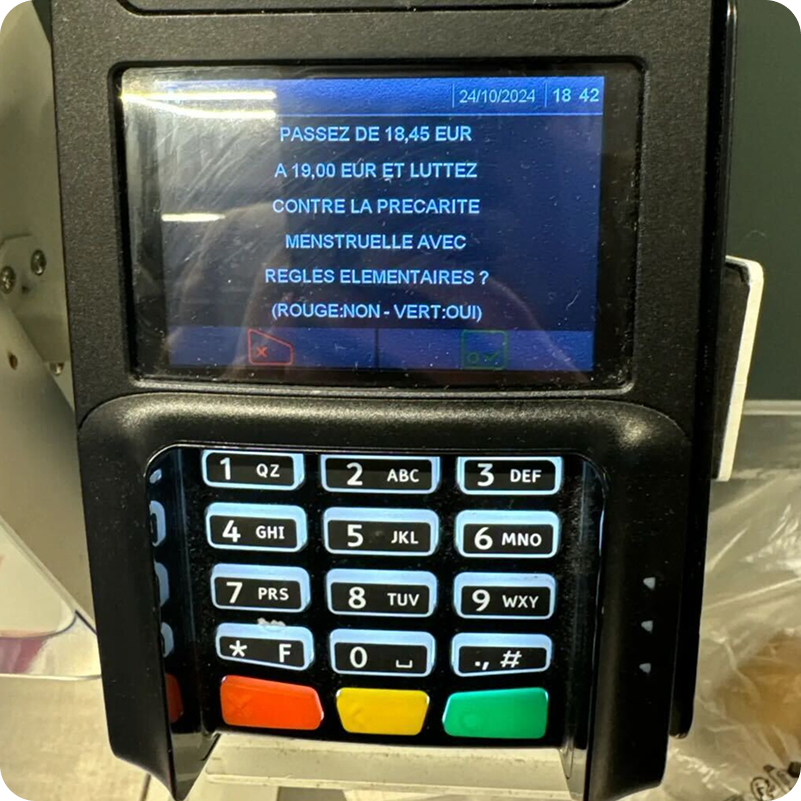 24/10/2024 18 42
PASSEZ DE 18,45 EUR
A 19,00 EUR ET LUTTEZ
CONTRE LA PRECARITE
MENSTRUELLE AVEC
REGLES ELEMENTAIRES ?
(ROUGE:NON - VERT:OUI)
1 QZ 2 ABC 3 DEF
4 GHI 5 JKL 6 MNO
7 PRS 8 TUV 9 WXY
* F 0 ., #